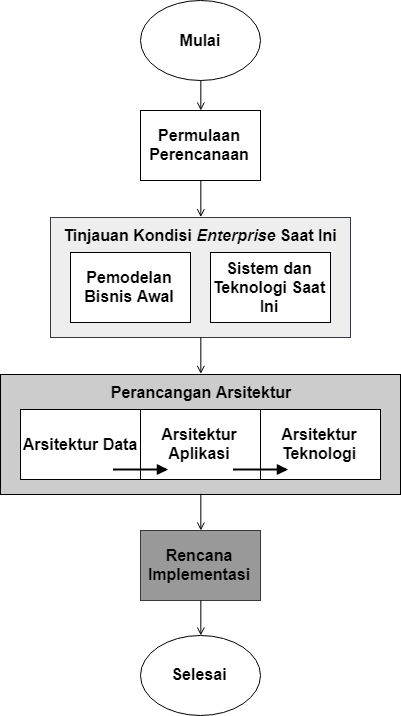 Mulai
Permulaan
Perencanaan
Tinjauan Kondisi Enterprise Saat Ini
Pemodelan
Bisnis Awal
Sistem dan
Teknologi Saat
Ini
Perancangan Arsitektur
Arsitektur Data
Arsitektur
Aplikasi
Arsitektur
Teknologi
Rencana
Implementasi
Selesai